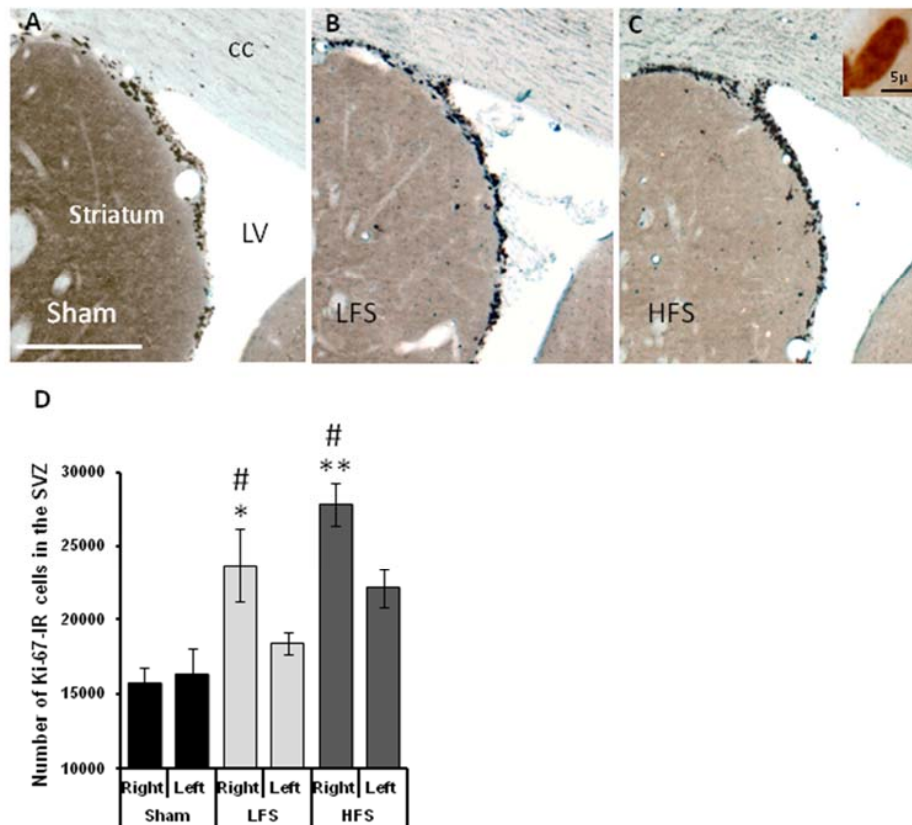 A
B
C
cc
5µ
Striatum
LV
Sham
LFS
HFS
D
Number of Ki-67-IR cells in the SVZ
30000
25000
20000
15000
10000
#
*
#
**
Right Left Right Left Right Left
Sham LFS HFS